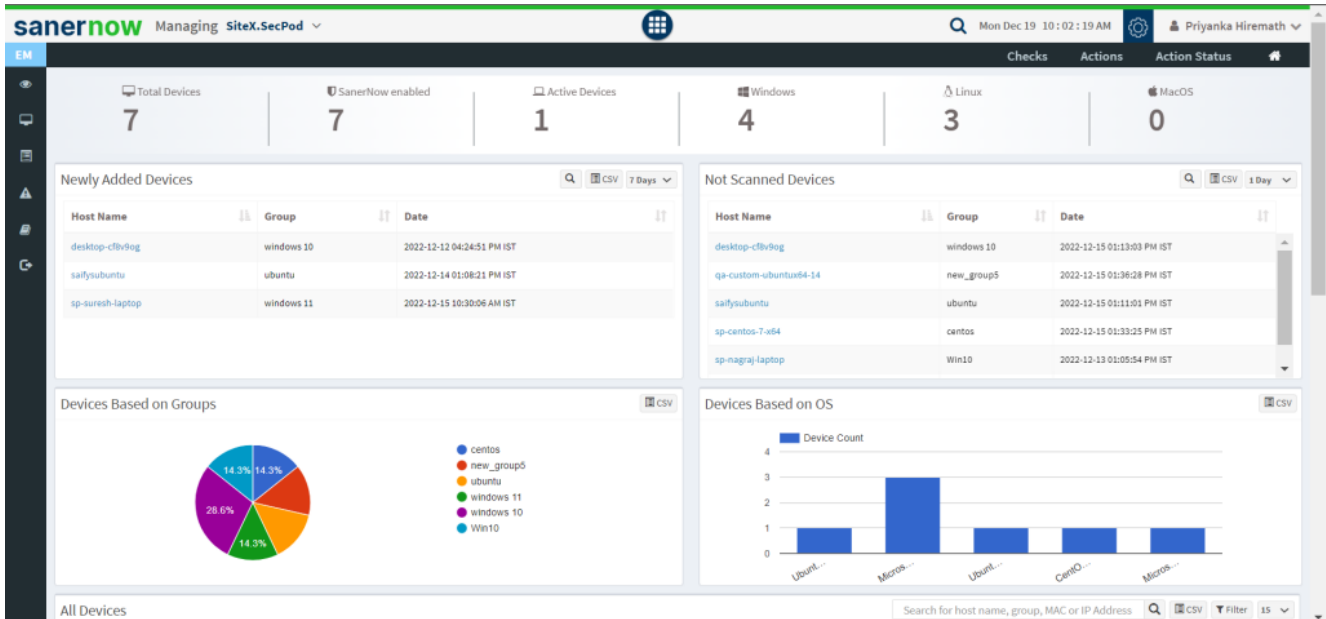 sanernow Managing SiteX.SecPod Mon Dec 19 10:02:19 AM Priyanka Hiremath
EM Checks Actions Action Status
Total Devices SanerNow enabled Active Devices Windows Linux MacOS
7 7 1 4 3 0
Newly Added Devices CSV 7 Days
Host Name Group Date
desktop-cf8v9og windows 10 2022-12-12 04:24:51 PM IST
saifysubuntu ubuntu 2022-12-14 01:08:21 PM IST
sp-suresh-laptop windows 11 2022-12-15 10:30:06 AM IST
Not Scanned Devices CSV 1 Day
Host Name Group Date
desktop-cf8v9og windows 10 2022-12-15 01:13:03 PM IST
qa-custom-ubuntux64-14 new_group5 2022-12-15 01:36:28 PM IST
saifysubuntu ubuntu 2022-12-15 01:11:01 PM IST
sp-centos-7-x64 centos 2022-12-15 01:33:25 PM IST
sp-nagraj-laptop Win10 2022-12-13 01:05:54 PM IST
Devices Based on Groups CSV
14.3% 14.3%
28.6%
14.3%
centos
new_group5
ubuntu
windows 11
windows 10
Win10
Devices Based on OS CSV
Device Count
4
3
2
1
0
Ubunt... Micros... Ubunt... CentO... Micros...
All Devices Search for host name, group, MAC or IP Address CSV Filter 15